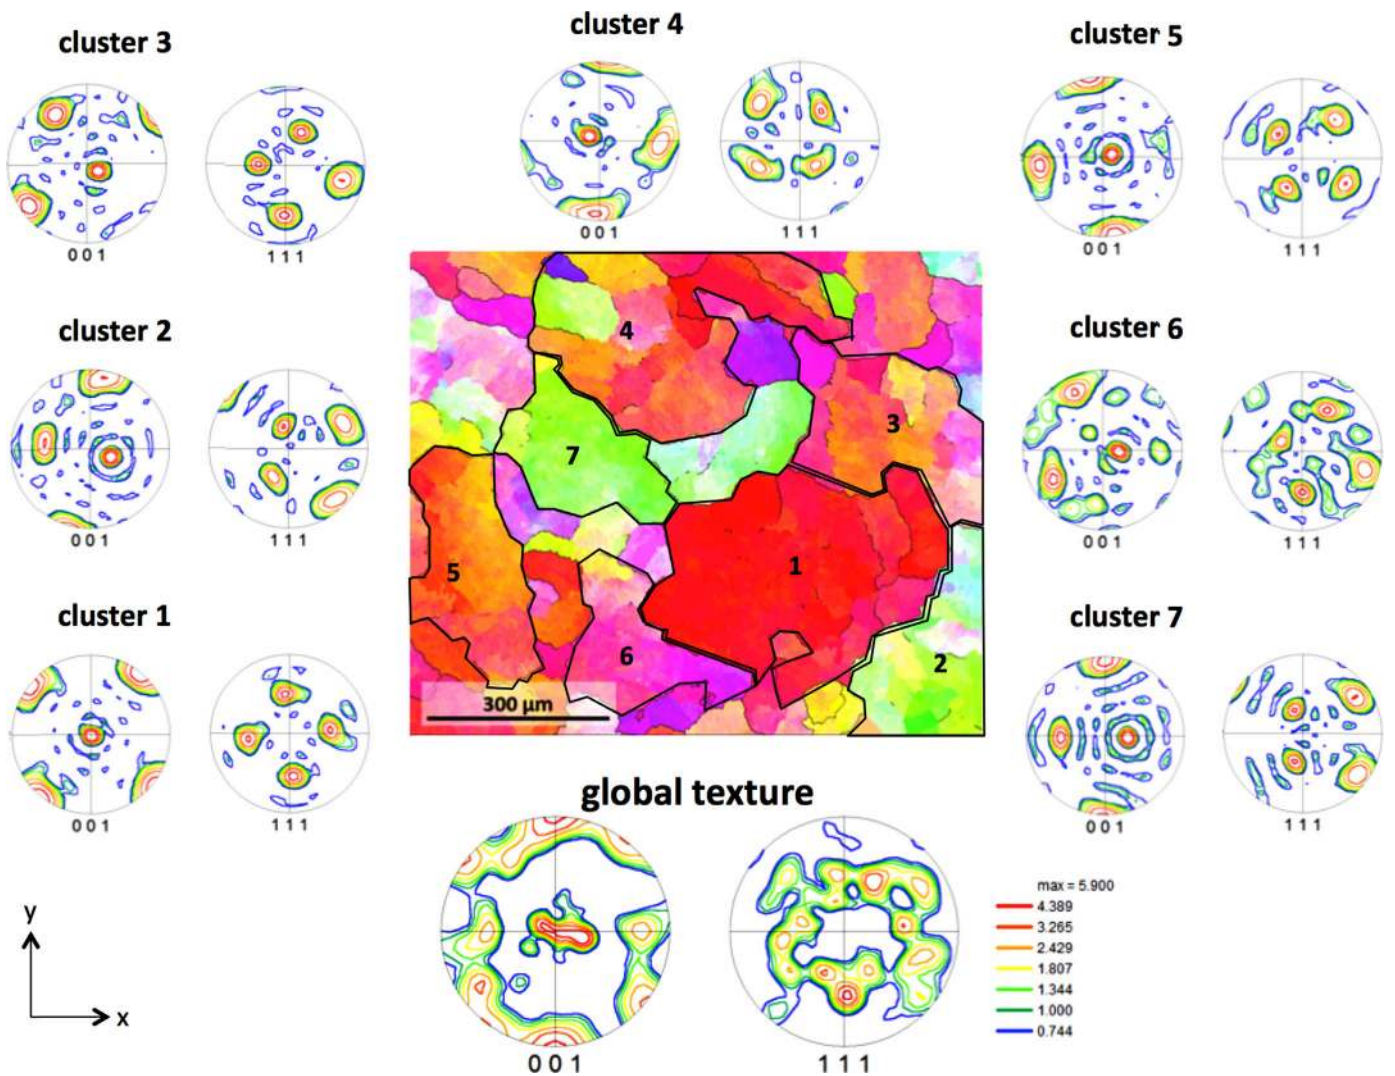 cluster 3
cluster 4
cluster 5
0 0 1
1 1 1
0 0 1
1 1 1
0 0 1
1 1 1
cluster 2
cluster 6
0 0 1
1 1 1
0 0 1
1 1 1
cluster 1
cluster 7
0 0 1
1 1 1
0 0 1
1 1 1
4
3
7
5
1
6
2
300 μm
global texture
0 0 1
1 1 1
max = 5.900
4.389
3.265
2.429
1.807
1.344
1.000
0.744
y
x